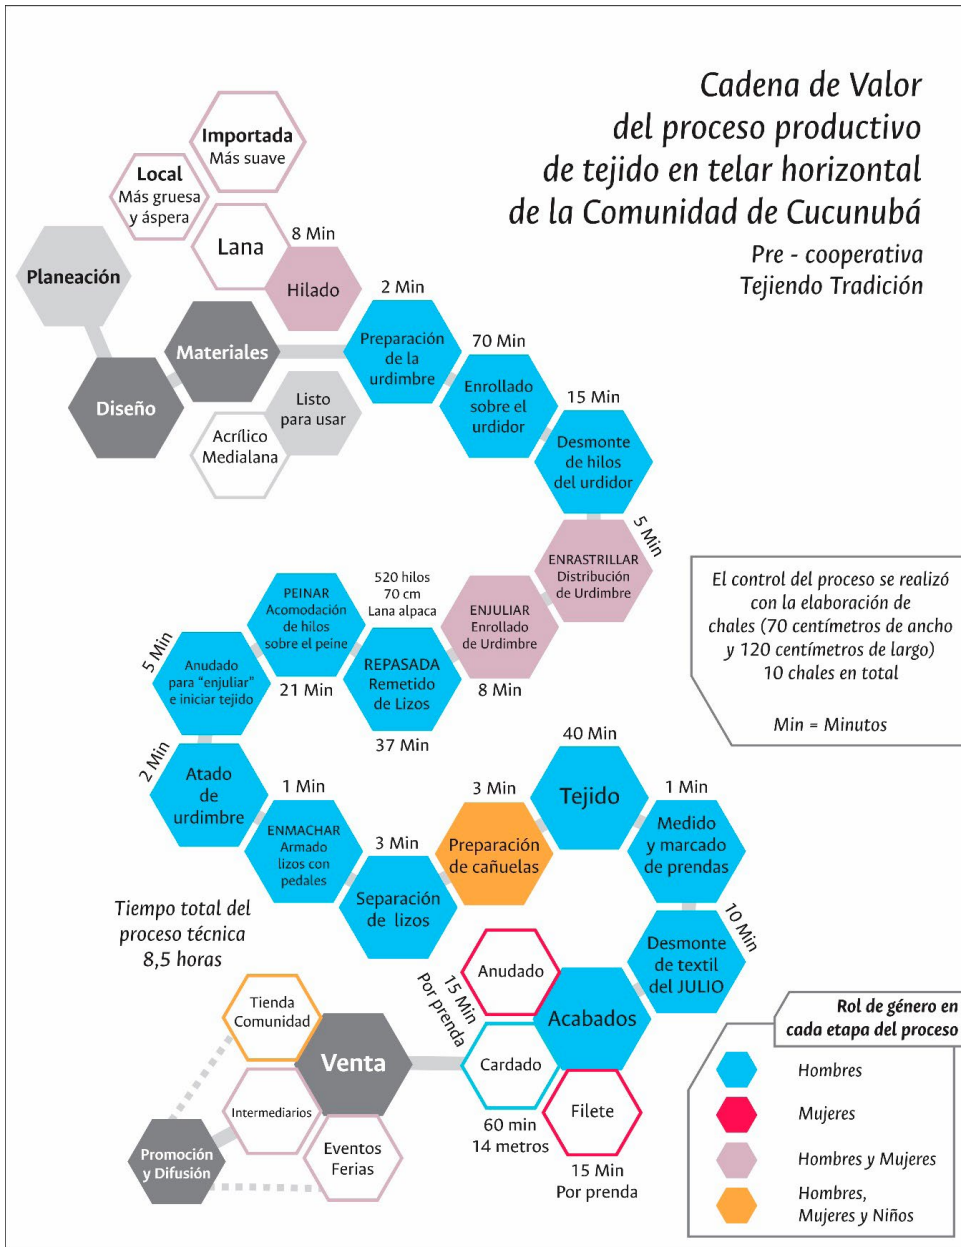 Cadena de Valor
del proceso productivo
de tejido en telar horizontal
de la Comunidad de Cucunubá
Pre - cooperativa
Tejiendo Tradición
Importada
Más suave
Local
Más gruesa
y áspera
Lana
8 Min
Hilado
Planeación
Diseño
Materiales
Listo
para usar
Acrílico
Medialana
2 Min
Preparación
de la
urdimbre
70 Min
Enrollado
sobre el
urdidor
15 Min
Desmonte
de hilos
del urdidor
5 Min
ENRASTRILLAR
Distribución
de Urdimbre
ENJULIAR
Enrollado
de Urdimbre
8 Min
520 hilos
70 cm
Lana alpaca
REPASADA
Remetido
de Lizos
37 Min
PEINAR
Acomodación
de hilos
sobre el peine
21 Min
5 Min
Anudado
para “enjuliar”
e iniciar tejido
2 Min
Atado
de
urdimbre
1 Min
ENMACHAR
Armado
lizos con
pedales
3 Min
Separación
de lizos
3 Min
Preparación
de cañuelas
40 Min
Tejido
1 Min
Medido
y marcado
de prendas
10 Min
Desmonte
de textil
del JULIO
Acabados
Anudado
15 Min
Por prenda
Cardado
60 min
14 metros
Filete
15 Min
Por prenda
Venta
Tienda
Comunidad
Intermediarios
Eventos
Ferias
Promoción
y Difusión
Tiempo total del
proceso técnica
8,5 horas
El control del proceso se realizó
con la elaboración de
chales (70 centímetros de ancho
y 120 centímetros de largo)
10 chales en total
Min = Minutos
Rol de género en
cada etapa del proceso
Hombres
Mujeres
Hombres y Mujeres
Hombres,
Mujeres y Niños